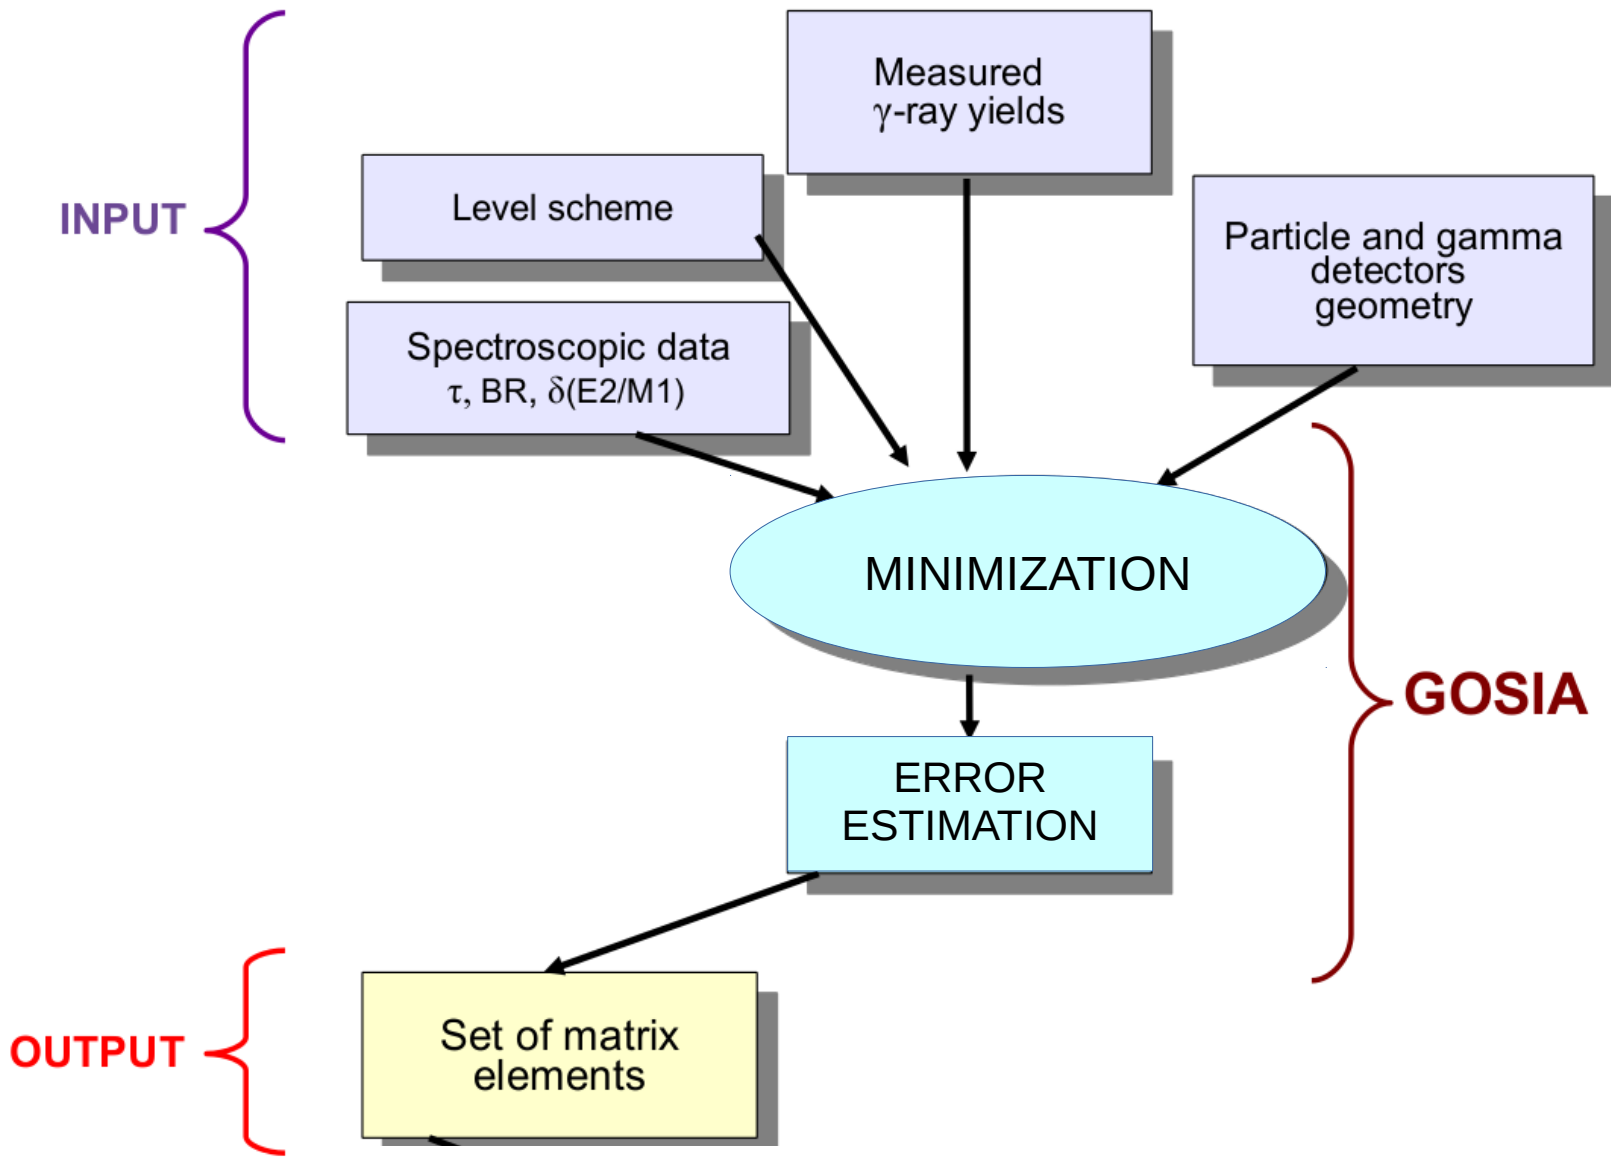 Measured
γ-ray yields
Level scheme
INPUT
Particle and gamma
detectors
geometry
Spectroscopic data
τ, BR, δ(E2/M1)
MINIMIZATION
GOSIA
ERROR
ESTIMATION
Set of matrix
elements
OUTPUT